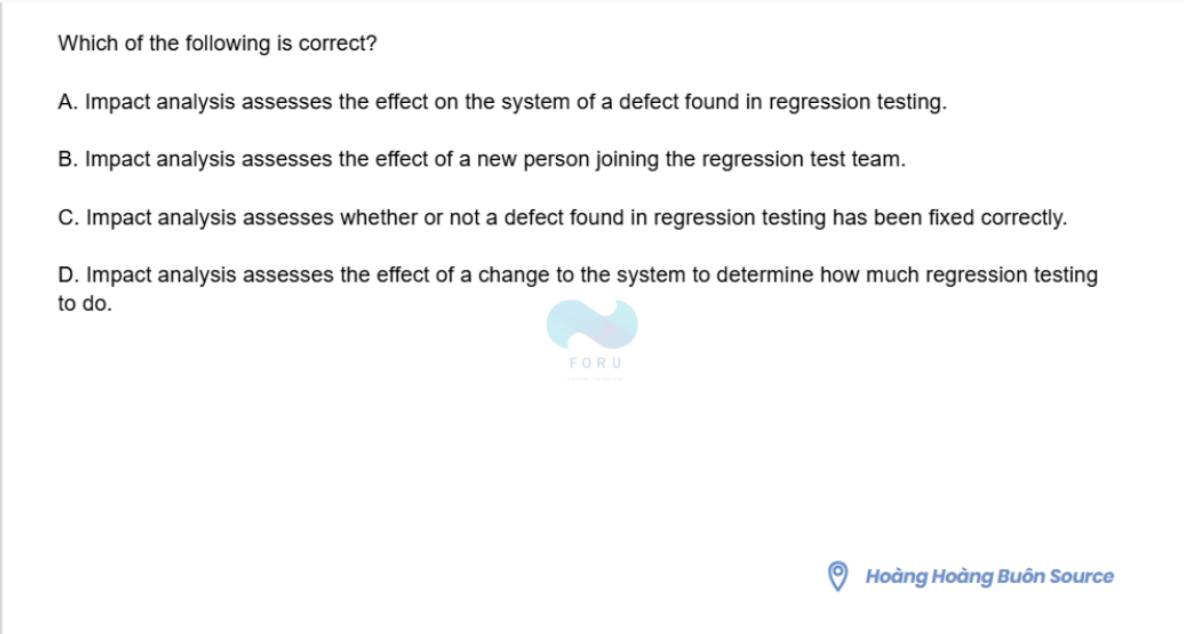 Which of the following is correct?
A. Impact analysis assesses the effect on the system of a defect found in regression testing.
B. Impact analysis assesses the effect of a new person joining the regression test team.
C. Impact analysis assesses whether or not a defect found in regression testing has been fixed correctly.
D. Impact analysis assesses the effect of a change to the system to determine how much regression testing
to do.
FORU
Hoàng Hoàng Buôn Source